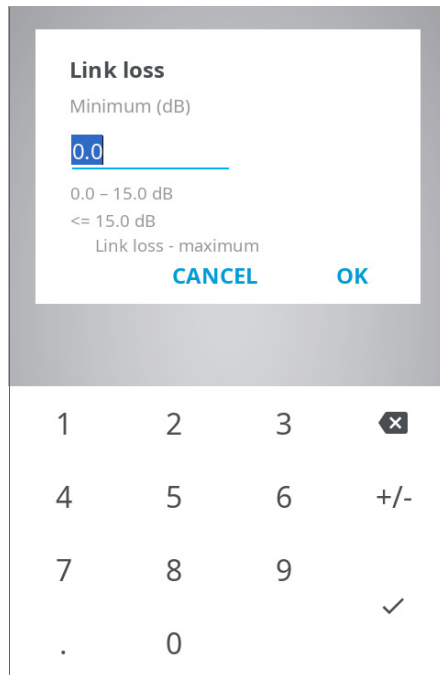 Link loss
Minimum (dB)
0.0
0.0 – 15.0 dB
<= 15.0 dB
Link loss - maximum
CANCEL OK
1 2 3
4 5 6 +/-
7 8 9
. 0